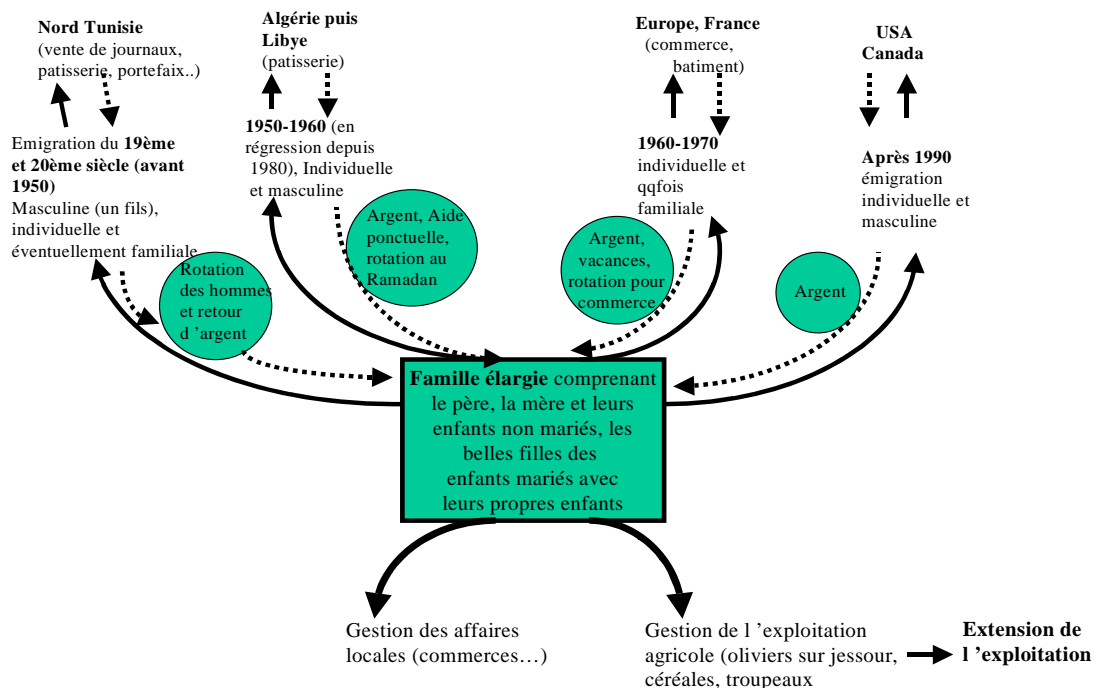 Nord Tunisie
(vente de journaux,
patisserie, portefaix..)
Emigration du 19ème
et 20ème siècle (avant
1950)
Masculine (un fils),
individuelle et
éventuellement familiale
Algérie puis
Libye
(patisserie)
1950-1960 (en
régression depuis
1980), Individuelle
et masculine
Europe, France
(commerce,
batiment)
1960-1970
individuelle et
qqfois
familiale
USA
Canada
Après 1990
émigration
individuelle et
masculine
Rotation
des hommes
et retour
d ’argent
Argent, Aide
ponctuelle,
rotation au
Ramadan
Argent,
vacances,
rotation pour
commerce
Argent
Famille élargie comprenant
le père, la mère et leurs
enfants non mariés, les
belles filles des
enfants mariés avec
leurs propres enfants
Gestion des affaires
locales (commerces…)
Gestion de l ’exploitation
agricole (oliviers sur jessour,
céréales, troupeaux
Extension de
l ’exploitation